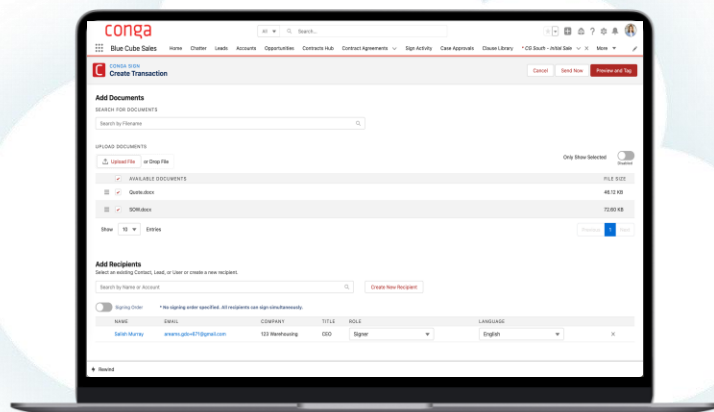 conga
All Search...
Blue Cube Sales Home Chatter Leads Accounts Opportunities Contracts Hub Contract Agreements Sign Activity Case Approvals Clause Library * CG South - Initial Sale More
CONGA SIGN
Create Transaction
Cancel Send Now Preview and Tag
Add Documents
SEARCH FOR DOCUMENTS
Search by Filename
UPLOAD DOCUMENTS
Upload File or Drop File
Only Show Selected
Disabled
AVAILABLE DOCUMENTS FILE SIZE
Quote.docx 48.12 KB
SOW.docx 72.60 KB
Show 10 Entries
Previous 1 Next
Add Recipients
Select an existing Contact, Lead, or User or create a new recipient.
Search by Name or Account
Create New Recipient
Signing Order * No signing order specified. All recipients can sign simultaneously.
NAME EMAIL COMPANY TITLE ROLE LANGUAGE
Murray 123 Warehousing CEO Signer English
Rewind